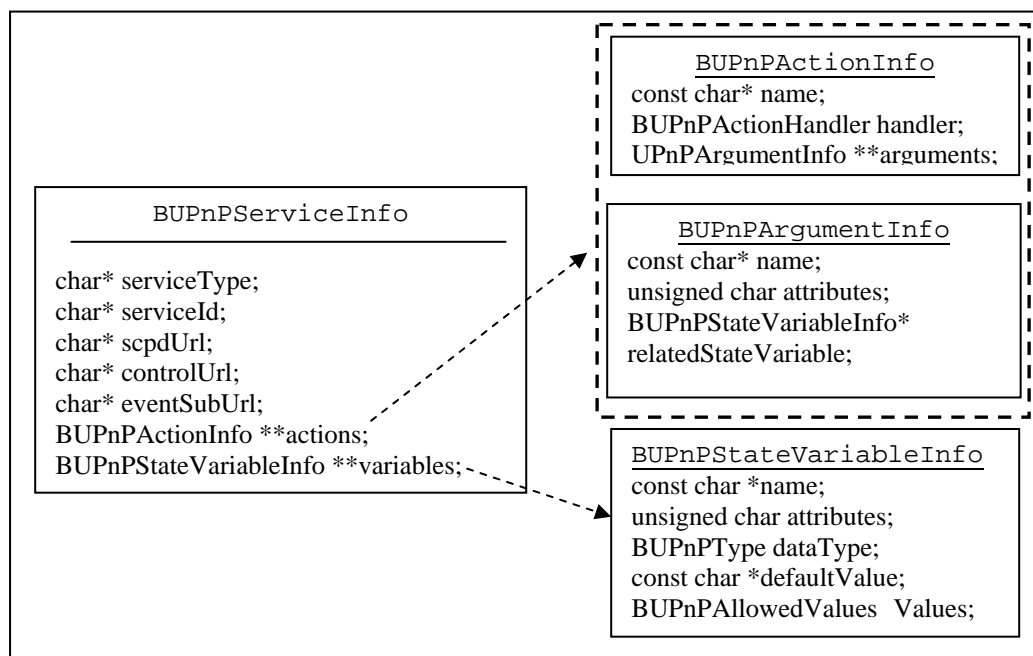 BUPnPServiceInfo
char* serviceType;
char* serviceId;
char* scpdUrl;
char* controlUrl;
char* eventSubUrl;
BUPnPActionInfo **actions;
BUPnPStateVariableInfo **variables;
BUPnPActionInfo
const char* name;
BUPnPActionHandler handler;
UPnPArgumentInfo **arguments;
BUPnPArgumentInfo
const char* name;
unsigned char attributes;
BUPnPStateVariableInfo*
relatedStateVariable;
BUPnPStateVariableInfo
const char *name;
unsigned char attributes;
BUPnPType dataType;
const char *defaultValue;
BUPnPAllowedValues Values;